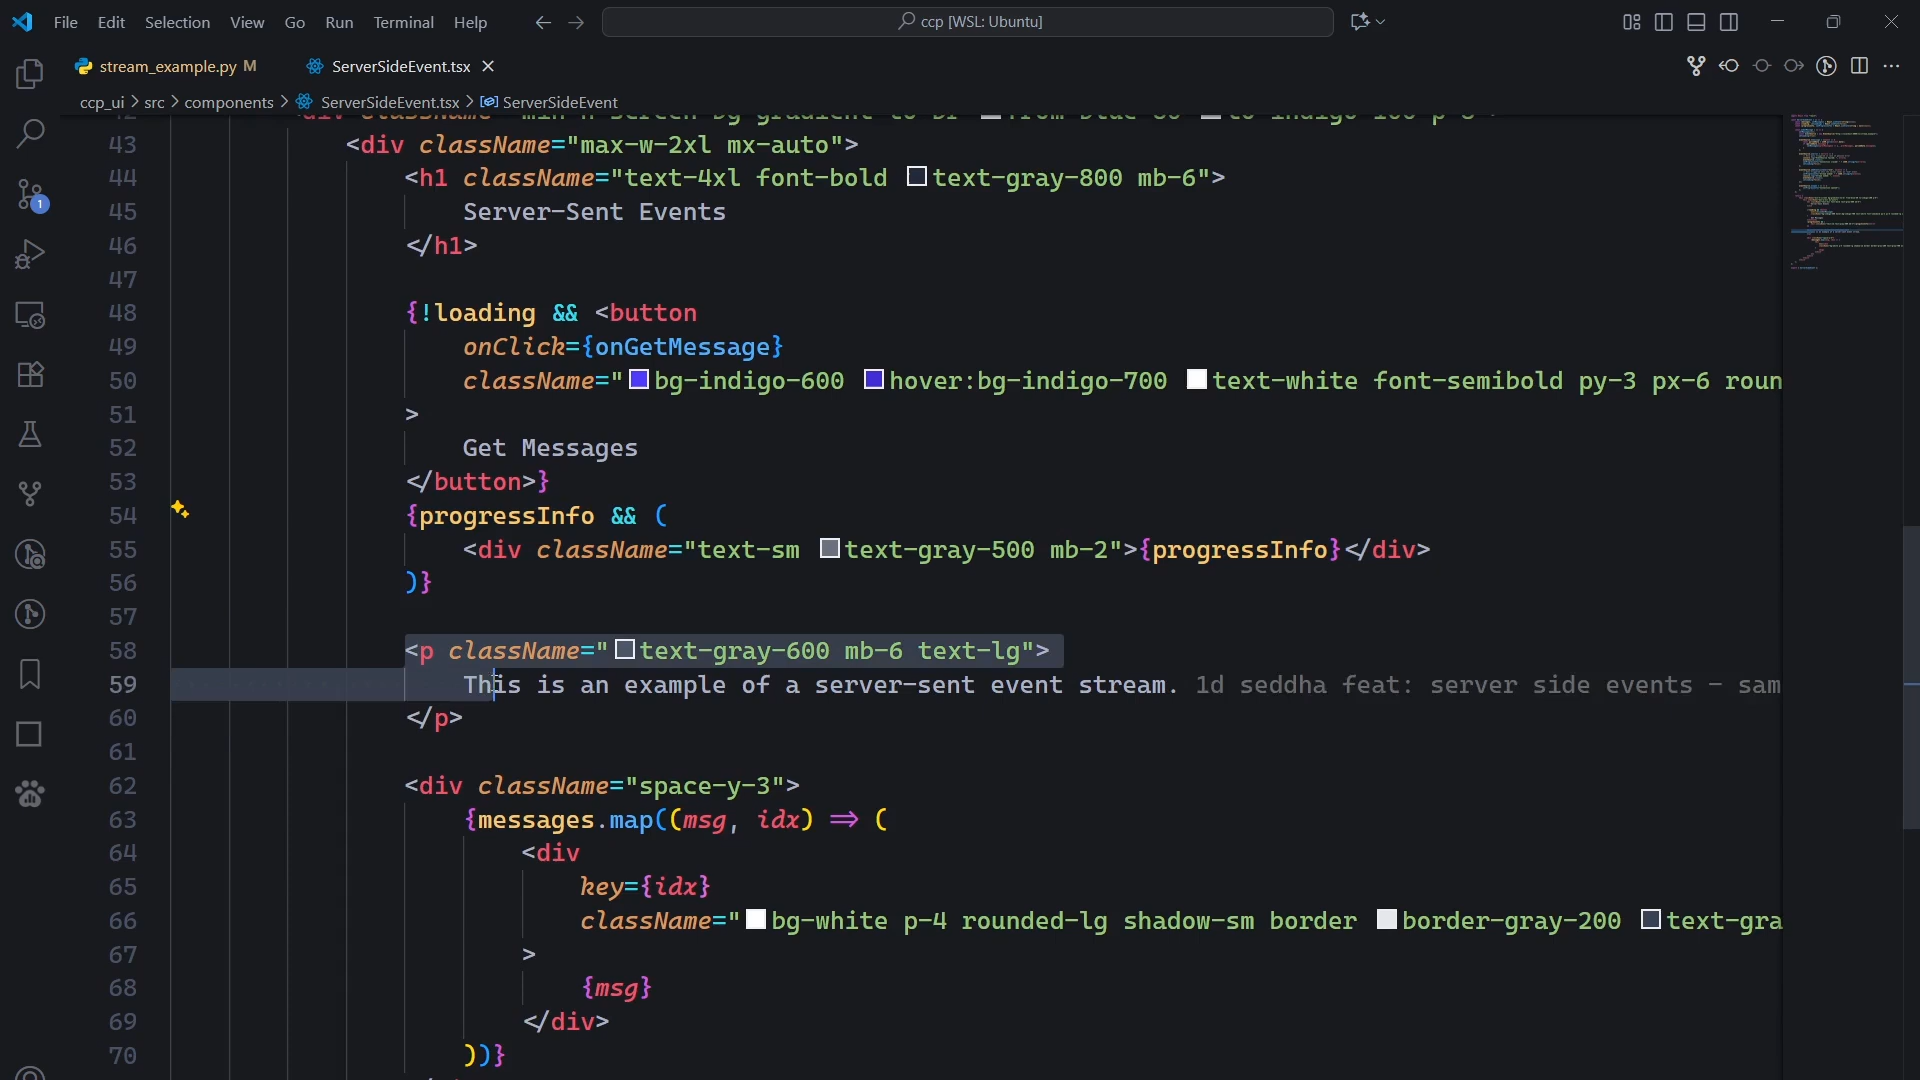 File Edit Selection View Go Run Terminal Help
ccp [WSL: Ubuntu]
stream_example.py M
ServerSideEvent.tsx
ccp_ui > src > components > ServerSideEvent.tsx > ServerSideEvent
43 <div className="max-w-2xl mx-auto">
44 <h1 className="text-4xl font-bold text-gray-800 mb-6">
45 Server-Sent Events
46 </h1>
47
48 {!loading && <button
49 onClick={onGetMessage}
50 className="bg-indigo-600 hover:bg-indigo-700 text-white font-semibold py-3 px-6 roun
51 >
52 Get Messages
53 </button>}
54 {progressInfo && (
55 <div className="text-sm text-gray-500 mb-2">{progressInfo}</div>
56 )}
57
58 <p className="text-gray-600 mb-6 text-lg">
59 This is an example of a server-sent event stream. 1d seddha feat: server side events - sam
60 </p>
61
62 <div className="space-y-3">
63 {messages.map((msg, idx) => (
64 <div
65 key={idx}
66 className="bg-white p-4 rounded-lg shadow-sm border border-gray-200 text-gra
67 >
68 {msg}
69 </div>
70 ))}
1